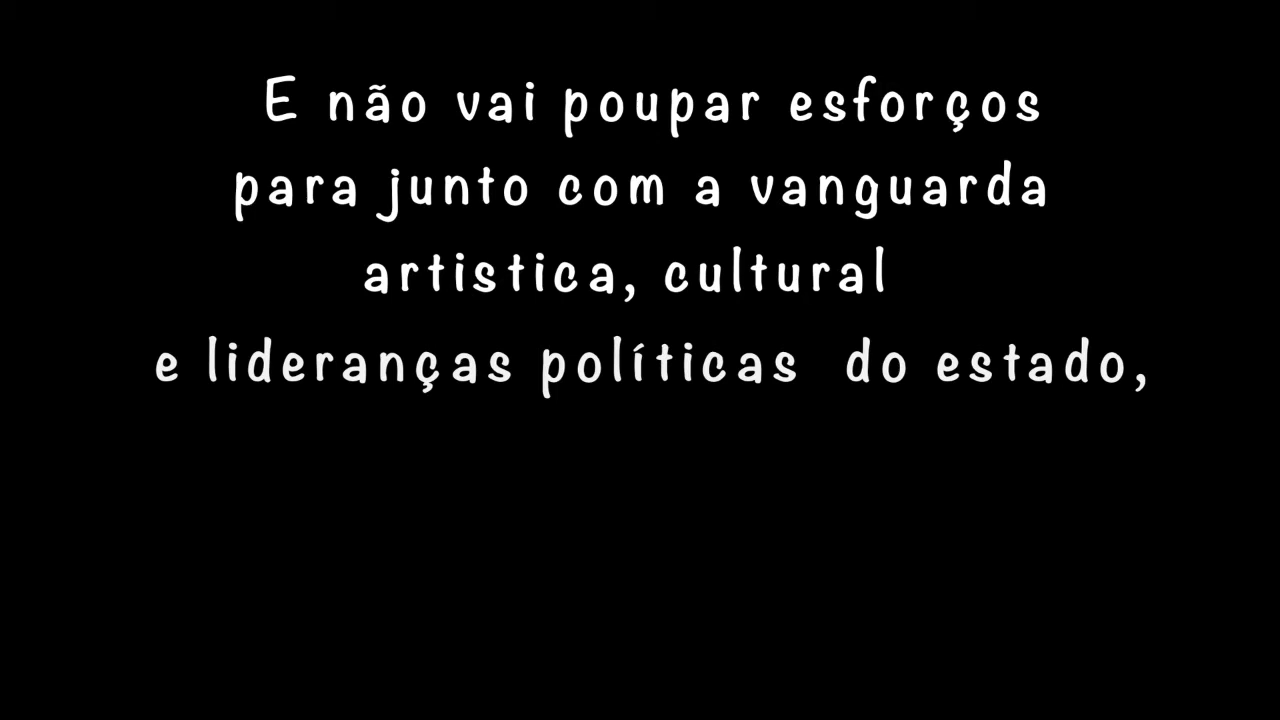 E não vai poupar esforços
para junto com a vanguarda
artistica, cultural
e lideranças políticas do estado,